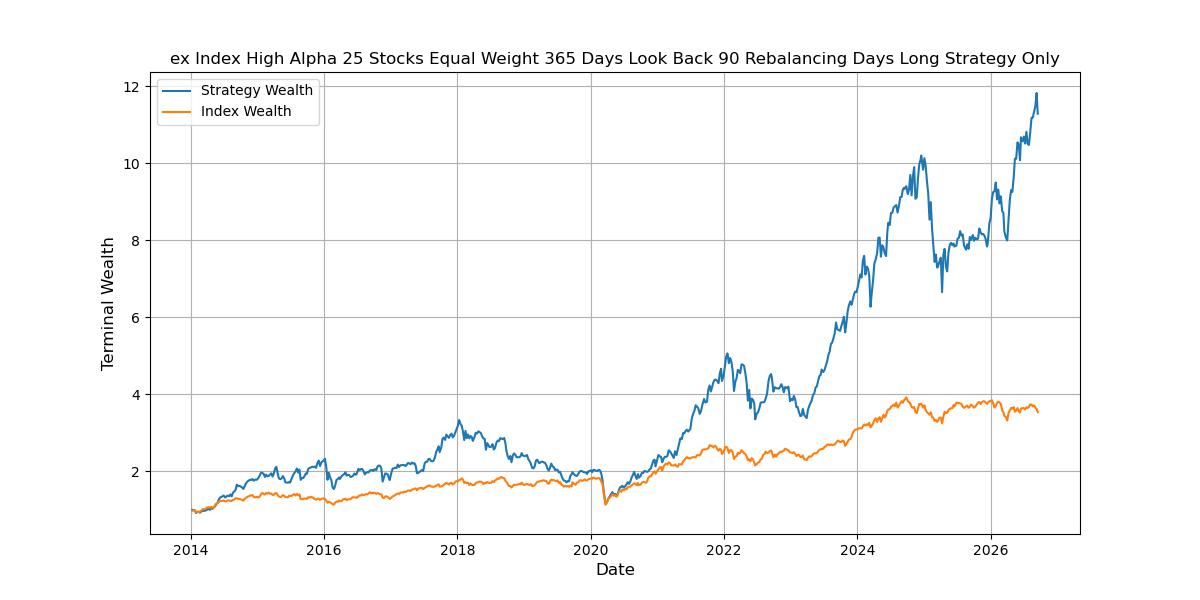 ex Index High Alpha 25 Stocks Equal Weight 365 Days Look Back 90 Rebalancing Days Long Strategy Only
Strategy Wealth
Index Wealth
Terminal Wealth
12
10
8
6
4
2
2014
2016
2018
2020
2022
2024
2026
Date